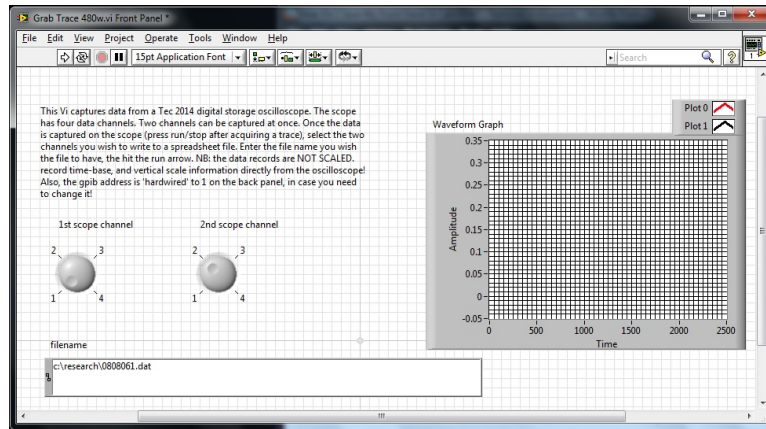 Grab Trace 480w.vi Front Panel *
File Edit View Project Operate Tools Window Help
15pt Application Font
Search
1
This Vi captures data from a Tec 2014 digital storage oscilloscope. The scope
has four data channels. Two channels can be captured at once. Once the data
is captured on the scope (press run/stop after acquiring a trace), select the two
channels you wish to write to a spreadsheet file. Enter the file name you wish
the file to have, the hit the run arrow. NB: the data records are NOT SCALED.
record time-base, and vertical scale information directly from the oscilloscope!
Also, the gpib address is 'hardwired' to 1 on the back panel, in case you need
to change it!
1st scope channel
2 3
1 4
2nd scope channel
2 3
1 4
filename
c:\research\0808061.dat
Waveform Graph
Plot 0
Plot 1
Amplitude
0.35
0.3
0.25
0.2
0.15
0.1
0.05
0
-0.05
0 500 1000 1500 2000 2500
Time